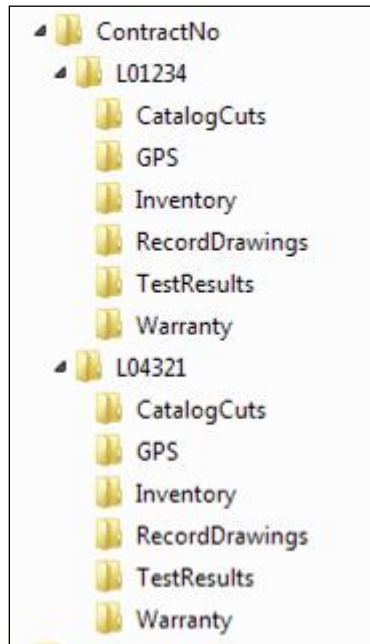 ContractNo
L01234
CatalogCuts
GPS
Inventory
RecordDrawings
TestResults
Warranty
L04321
CatalogCuts
GPS
Inventory
RecordDrawings
TestResults
Warranty